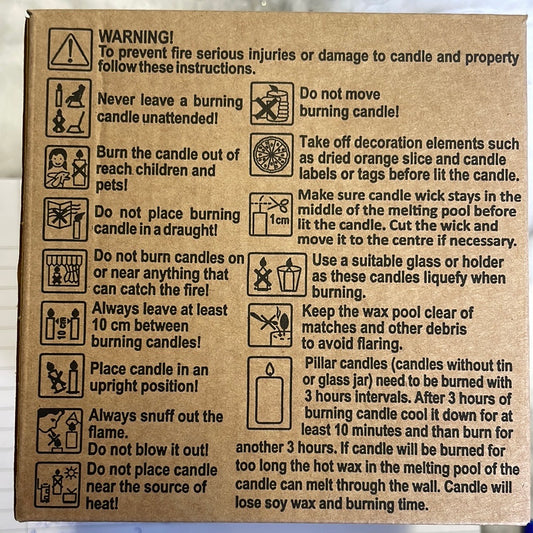 WARNING!
To prevent fire serious injuries or damage to candle and property
follow these instructions.
Never leave a burning
candle unattended!
Burn the candle out of
reach children and
pets!
Do not place burning
candle in a draught!
Do not burn candles on
or near anything that
can catch the fire!
10
Always leave at least
10 cm between
burning candles!
Place candle in an
upright position!
Always snuff out the
flame.
Do not blow it out!
Do not place candle
near the source of
heat!
Do not move
burning candle!
Take off decoration elements such
as dried orange slice and candle
labels or tags before lit the candle.
1cm
Make sure candle wick stays in the
middle of the melting pool before
lit the candle. Cut the wick and
move it to the centre if necessary.
Use a suitable glass or holder
as these candles liquefy when
burning.
Keep the wax pool clear of
matches and other debris
to avoid flaring.
Pillar candles (candles without tin
or glass jar) need to be burned with
3 hours intervals. After 3 hours of
burning candle cool it down for at
least 10 minutes and than burn for
another 3 hours. If candle will be burned for
too long the hot wax in the melting pool of the
candle can melt through the wall. Candle will
lose soy wax and burning time.